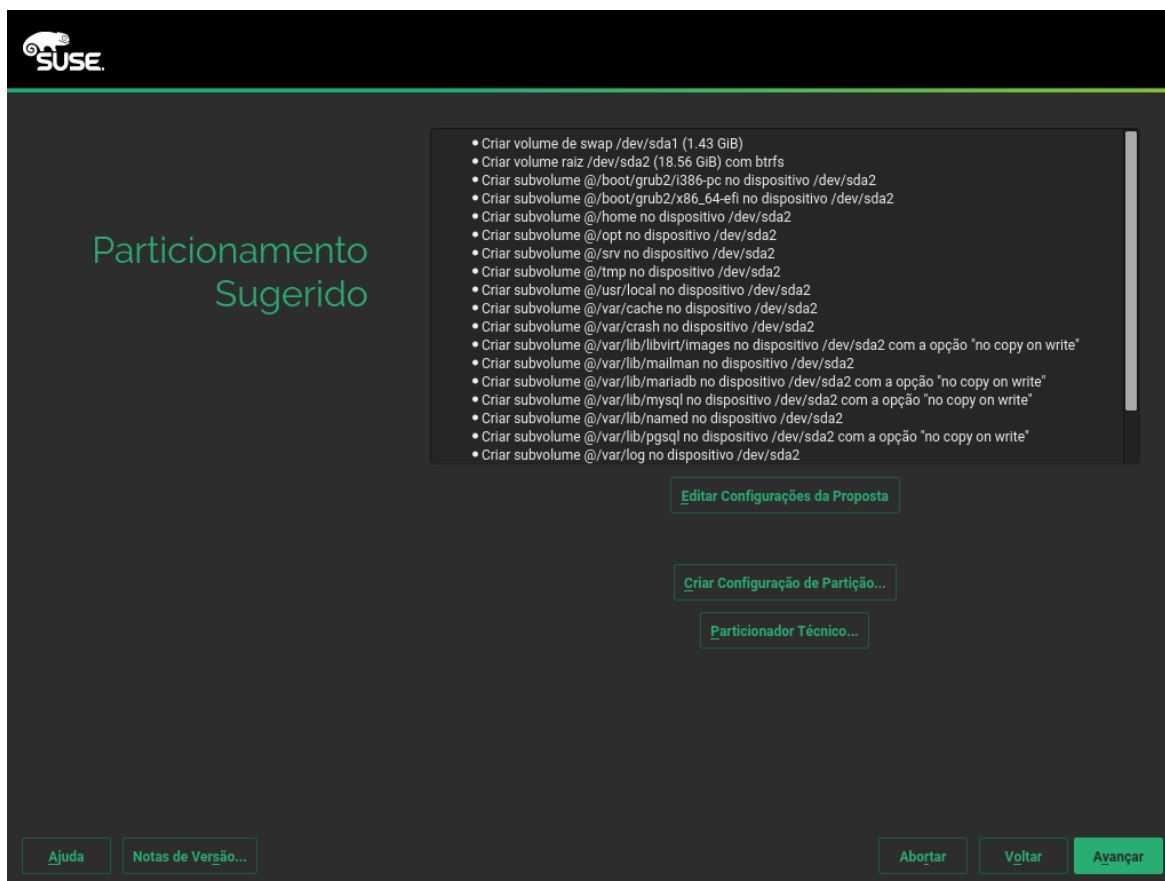 SUSE.
Particionamento
Sugerido
• Criar volume de swap /dev/sda1 (1.43 GiB)
• Criar volume raiz /dev/sda2 (18.56 GiB) com btrfs
• Criar subvolume @/boot/grub2/i386-pc no dispositivo /dev/sda2
• Criar subvolume @/boot/grub2/x86_64-efi no dispositivo /dev/sda2
• Criar subvolume @/home no dispositivo /dev/sda2
• Criar subvolume @/opt no dispositivo /dev/sda2
• Criar subvolume @/srv no dispositivo /dev/sda2
• Criar subvolume @/tmp no dispositivo /dev/sda2
• Criar subvolume @/usr/local no dispositivo /dev/sda2
• Criar subvolume @/var/cache no dispositivo /dev/sda2
• Criar subvolume @/var/crash no dispositivo /dev/sda2
• Criar subvolume @/var/lib/libvirt/images no dispositivo /dev/sda2 com a opção "no copy on write"
• Criar subvolume @/var/lib/mailman no dispositivo /dev/sda2
• Criar subvolume @/var/lib/mariadb no dispositivo /dev/sda2 com a opção "no copy on write"
• Criar subvolume @/var/lib/mysql no dispositivo /dev/sda2 com a opção "no copy on write"
• Criar subvolume @/var/lib/named no dispositivo /dev/sda2
• Criar subvolume @/var/lib/pgsql no dispositivo /dev/sda2 com a opção "no copy on write"
• Criar subvolume @/var/log no dispositivo /dev/sda2
Editar Configurações da Proposta
Criar Configuração de Partição...
Particionador Técnico...
Ajuda
Notas de Versão...
Abortar
Voltar
Avançar